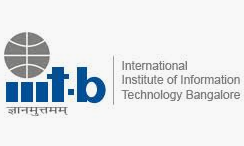 iiit-b
ज्ञानमुत्तमम्
International
Institute of Information
Technology Bangalore